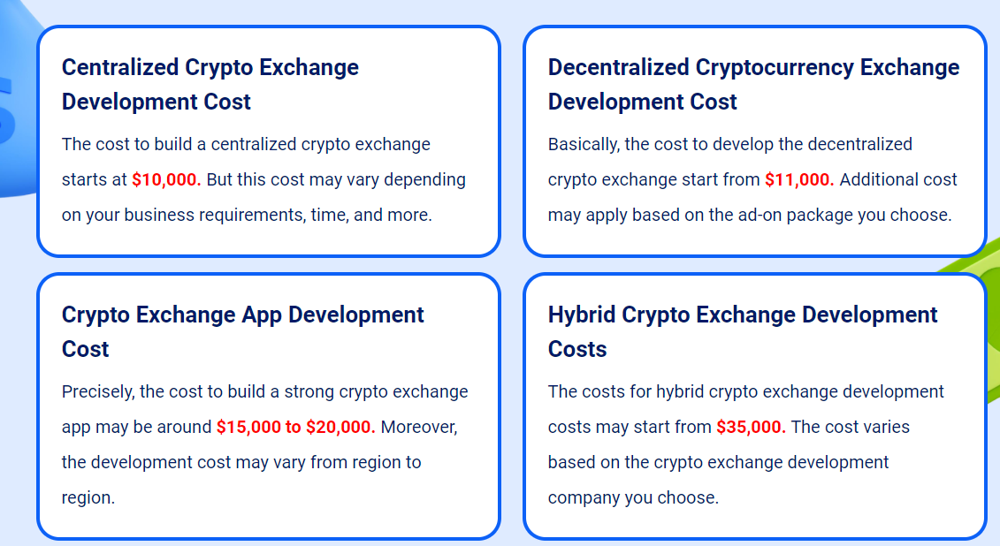 Centralized Crypto Exchange
Development Cost
The cost to build a centralized crypto exchange
starts at $10,000. But this cost may vary depending
on your business requirements, time, and more.
Decentralized Cryptocurrency Exchange
Development Cost
Basically, the cost to develop the decentralized
crypto exchange start from $11,000. Additional cost
may apply based on the ad-on package you choose.
Crypto Exchange App Development
Cost
Precisely, the cost to build a strong crypto exchange
app may be around $15,000 to $20,000. Moreover,
the development cost may vary from region to
region.
Hybrid Crypto Exchange Development
Costs
The costs for hybrid crypto exchange development
costs may start from $35,000. The cost varies
based on the crypto exchange development
company you choose.